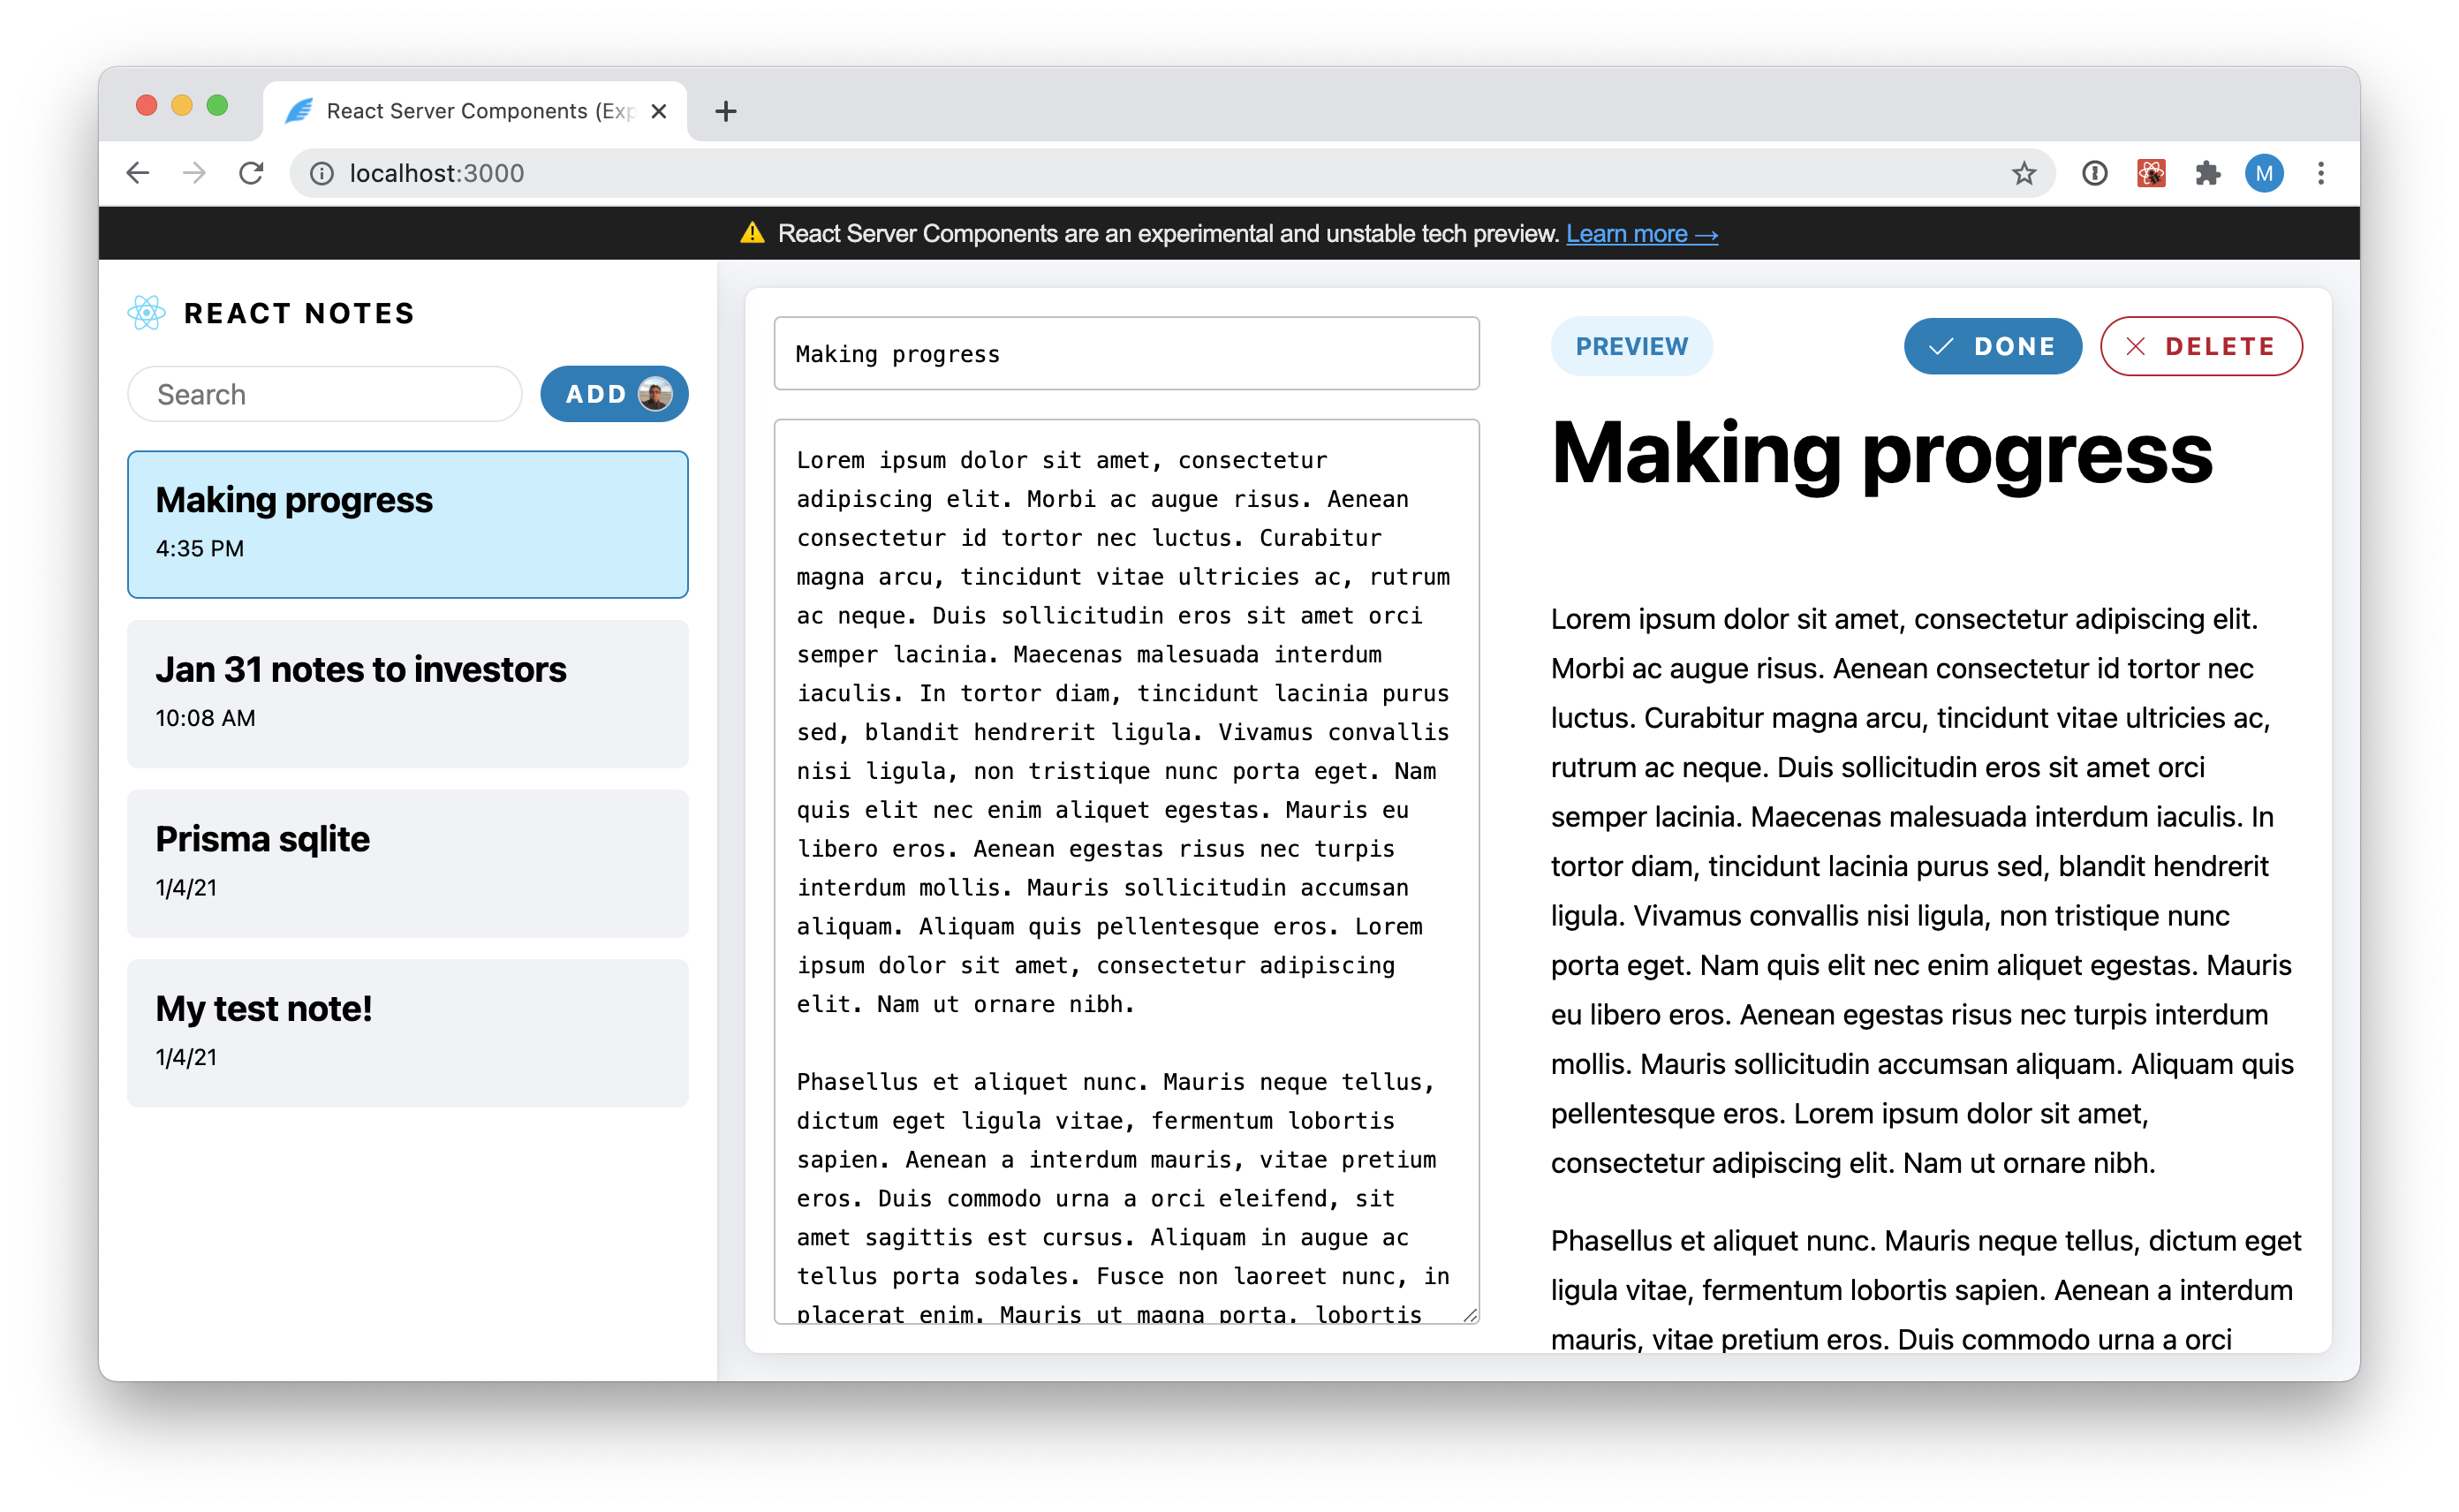 React Server Components (Exp
localhost:3000
M
⚠️ React Server Components are an experimental and unstable tech preview. Learn more →
REACT NOTES
Search
ADD
Making progress
4:35 PM
Jan 31 notes to investors
10:08 AM
Prisma sqlite
1/4/21
My test note!
1/4/21
Making progress
Lorem ipsum dolor sit amet, consectetur
adipiscing elit. Morbi ac augue risus. Aenean
consectetur id tortor nec luctus. Curabitur
magna arcu, tincidunt vitae ultricies ac, rutrum
ac neque. Duis sollicitudin eros sit amet orci
semper lacinia. Maecenas malesuada interdum
iaculis. In tortor diam, tincidunt lacinia purus
sed, blandit hendrerit ligula. Vivamus convallis
nisi ligula, non tristique nunc porta eget. Nam
quis elit nec enim aliquet egestas. Mauris eu
libero eros. Aenean egestas risus nec turpis
interdum mollis. Mauris sollicitudin accumsan
aliquam. Aliquam quis pellentesque eros. Lorem
ipsum dolor sit amet, consectetur adipiscing
elit. Nam ut ornare nibh.
Phasellus et aliquet nunc. Mauris neque tellus,
dictum eget ligula vitae, fermentum lobortis
sapien. Aenean a interdum mauris, vitae pretium
eros. Duis commodo urna a orci eleifend, sit
amet sagittis est cursus. Aliquam in augue ac
tellus porta sodales. Fusce non laoreet nunc, in
placerat enim. Mauris ut magna porta, lobortis
PREVIEW
DONE
DELETE
Making progress
Lorem ipsum dolor sit amet, consectetur adipiscing elit.
Morbi ac augue risus. Aenean consectetur id tortor nec
luctus. Curabitur magna arcu, tincidunt vitae ultricies ac,
rutrum ac neque. Duis sollicitudin eros sit amet orci
semper lacinia. Maecenas malesuada interdum iaculis. In
tortor diam, tincidunt lacinia purus sed, blandit hendrerit
ligula. Vivamus convallis nisi ligula, non tristique nunc
porta eget. Nam quis elit nec enim aliquet egestas. Mauris
eu libero eros. Aenean egestas risus nec turpis interdum
mollis. Mauris sollicitudin accumsan aliquam. Aliquam quis
pellentesque eros. Lorem ipsum dolor sit amet,
consectetur adipiscing elit. Nam ut ornare nibh.
Phasellus et aliquet nunc. Mauris neque tellus, dictum eget
ligula vitae, fermentum lobortis sapien. Aenean a interdum
mauris, vitae pretium eros. Duis commodo urna a orci